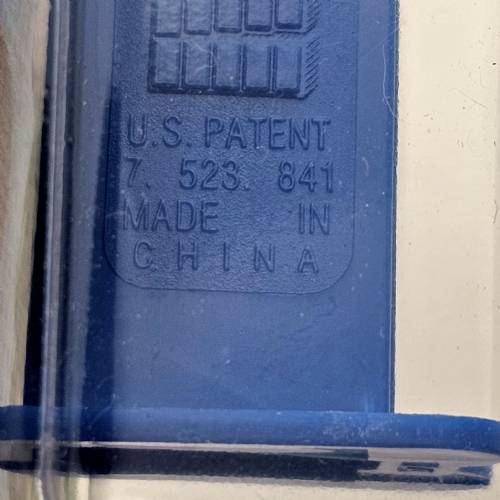 U.S. PATENT
7. 523. 841
MADE IN
CHINA